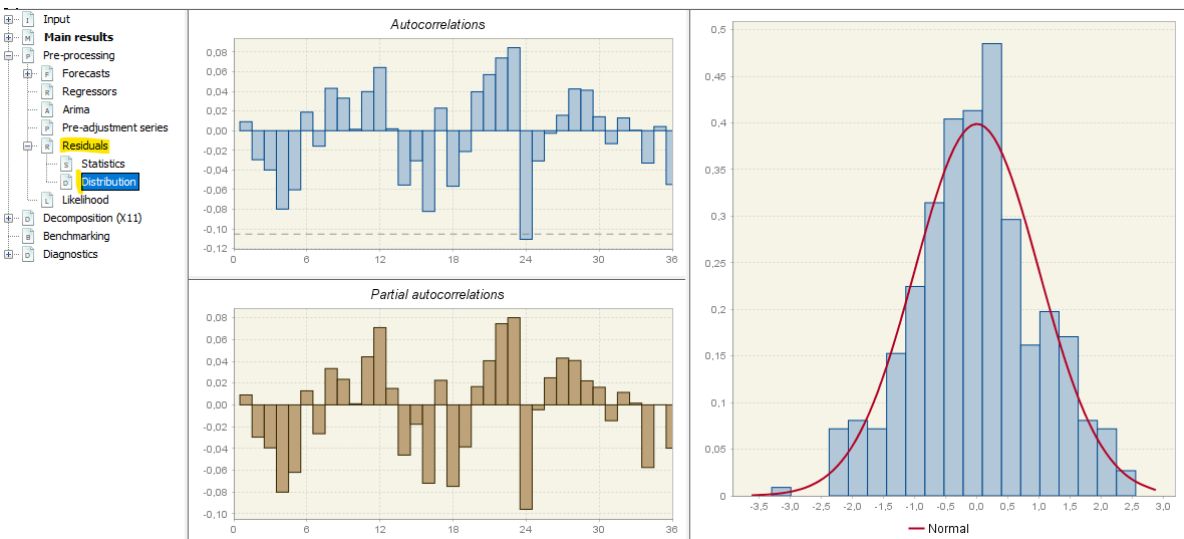 Input
Main results
Pre-processing
Forecasts
Regressors
Arima
Pre-adjustment series
Residuals
Statistics
Distribution
Likelihood
Decomposition (X11)
Benchmarking
Diagnostics
Autocorrelations
0,08
0,06
0,04
0,02
0,00
-0,02
-0,04
-0,06
-0,08
-0,10
-0,12
0 6 12 18 24 30 36
Partial autocorrelations
0,08
0,06
0,04
0,02
0,00
-0,02
-0,04
-0,06
-0,08
-0,10
0 6 12 18 24 30 36
0,5
0,45
0,4
0,35
0,3
0,25
0,2
0,15
0,1
0,05
0
-3,5 -3,0 -2,5 -2,0 -1,5 -1,0 -0,5 0,0 0,5 1,0 1,5 2,0 2,5 3,0
Normal